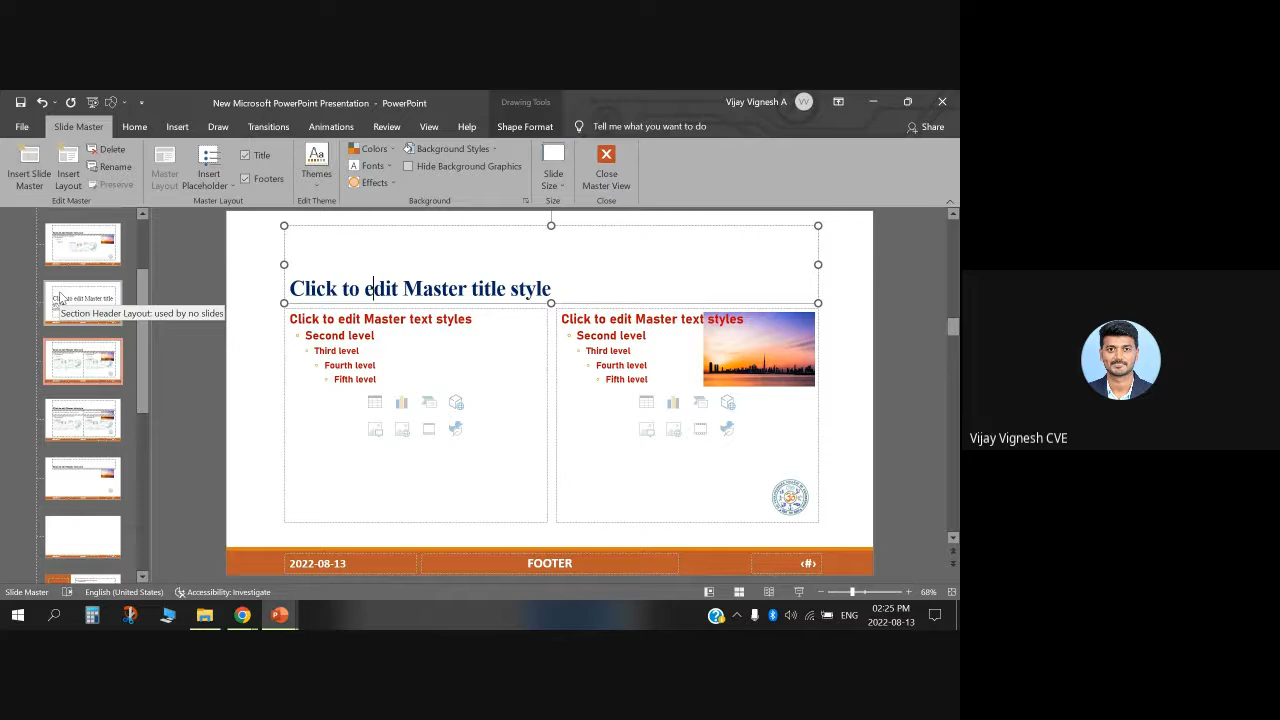 New Microsoft PowerPoint Presentation - PowerPoint
Drawing Tools
Vijay Vignesh A
VV
File
Slide Master
Home
Insert
Draw
Transitions
Animations
Review
View
Help
Shape Format
Tell me what you want to do
Share
Insert Slide Master
Insert Layout
Delete
Rename
Preserve
Edit Master
Master Layout
Insert Placeholder
Title
Footers
Master Layout
Themes
Edit Theme
Colors
Fonts
Effects
Background Styles
Hide Background Graphics
Background
Slide Size
Size
Close Master View
Close
Click to edit Master title
Section Header Layout: used by no slides
Click to edit Master title style
Click to edit Master text styles
Second level
Third level
Fourth level
Fifth level
Click to edit Master text styles
Second level
Third level
Fourth level
Fifth level
2022-08-13
FOOTER
‹#›
Slide Master
English (United States)
Accessibility: Investigate
68%
ENG
02:25 PM
2022-08-13
Vijay Vignesh CVE